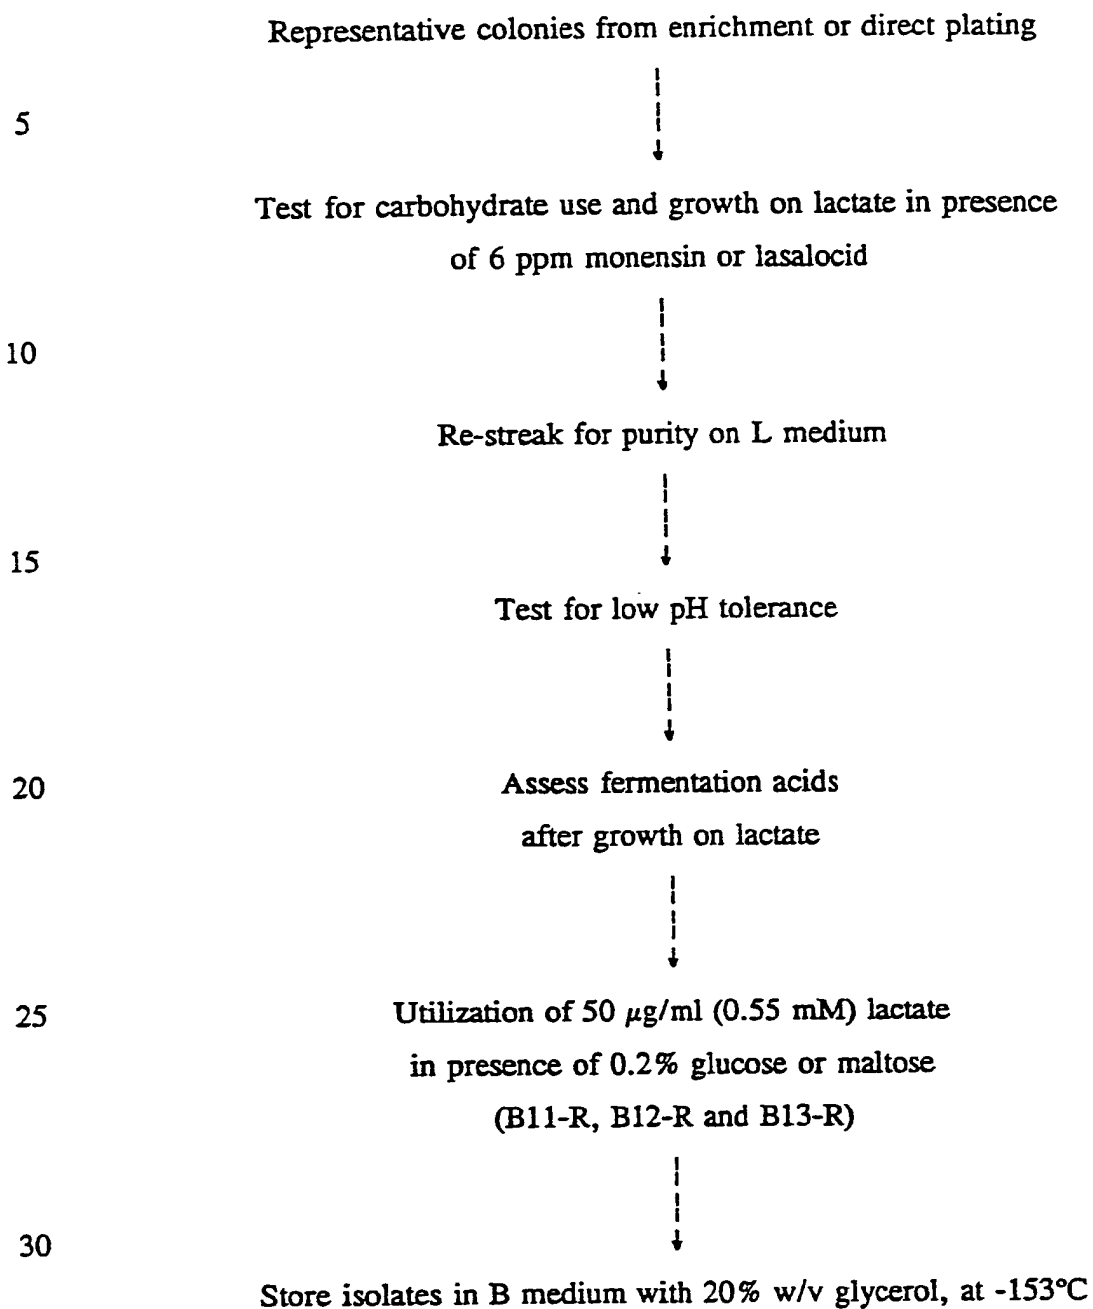 Representative colonies from enrichment or direct plating
5
Test for carbohydrate use and growth on lactate in presence
of 6 ppm monensin or lasalocid
10
Re-streak for purity on L medium
15
Test for low pH tolerance
20
Assess fermentation acids
after growth on lactate
25
Utilization of 50 µg/ml (0.55 mM) lactate
in presence of 0.2% glucose or maltose
(B11-R, B12-R and B13-R)
30
Store isolates in B medium with 20% w/v glycerol, at -153°C